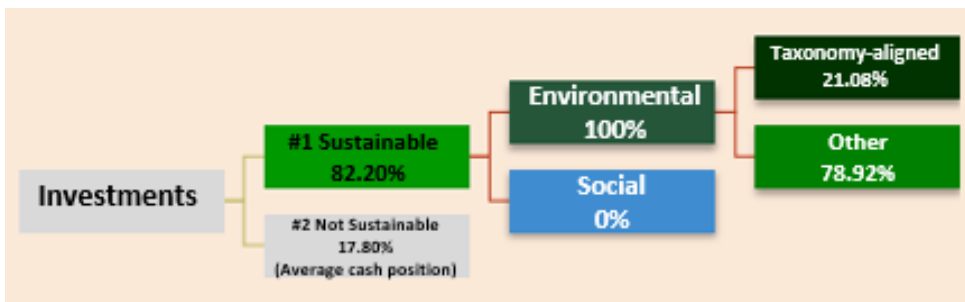 Investments
#1 Sustainable
82.20%
#2 Not Sustainable
17.80%
(Average cash position)
Environmental
100%
Social
0%
Taxonomy-aligned
21.08%
Other
78.92%